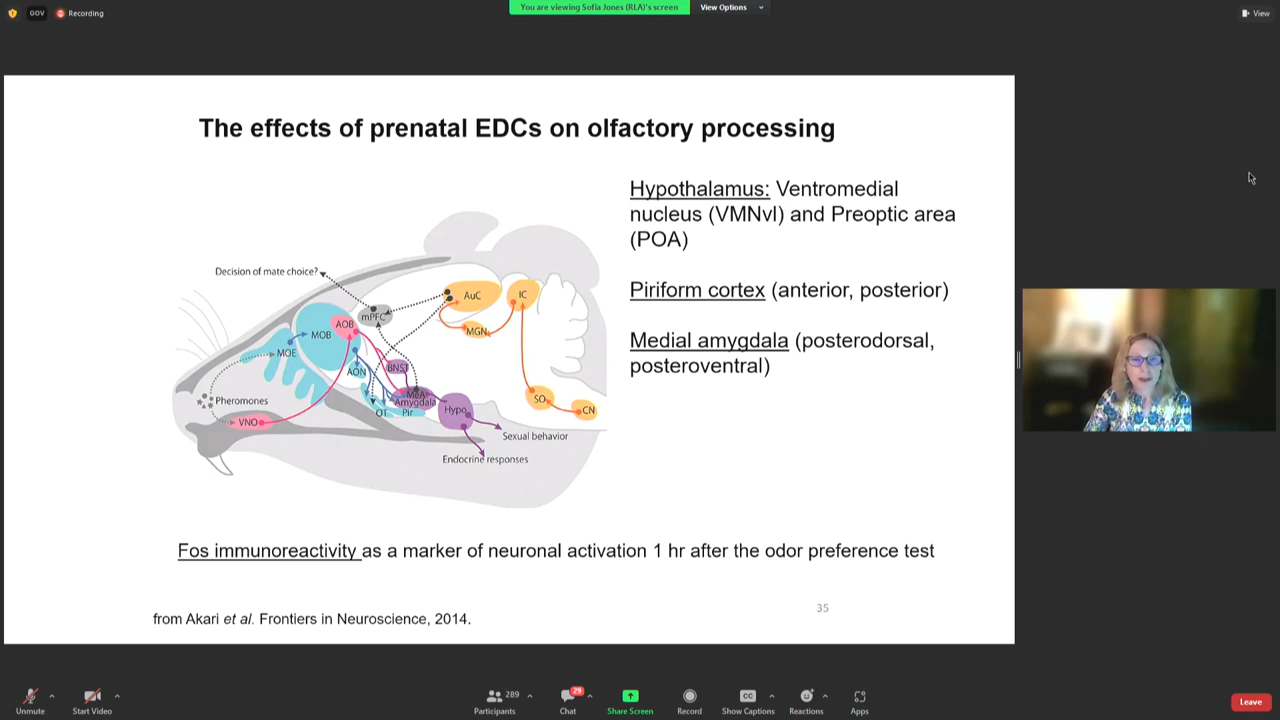 GOV
Recording
You are viewing Sofia Jones (RLA)'s screen
View Options
View
The effects of prenatal EDCs on olfactory processing
Hypothalamus: Ventromedial
nucleus (VMNvl) and Preoptic area
(POA)
Piriform cortex (anterior, posterior)
Medial amygdala (posterodorsal,
posteroventral)
Decision of mate choice?
mPFC
AuC
IC
MGN
AOB
MOB
MOE
AON
BNST
MeA
Amygdala
Pheromones
OT
Pir
Hypo
SO
CN
VNO
Sexual behavior
Endocrine responses
Fos immunoreactivity as a marker of neuronal activation 1 hr after the odor preference test
35
from Akari et al. Frontiers in Neuroscience, 2014.
Unmute
Start Video
289
Participants
29
Chat
Share Screen
Record
CC
Show Captions
Reactions
Apps
Leave